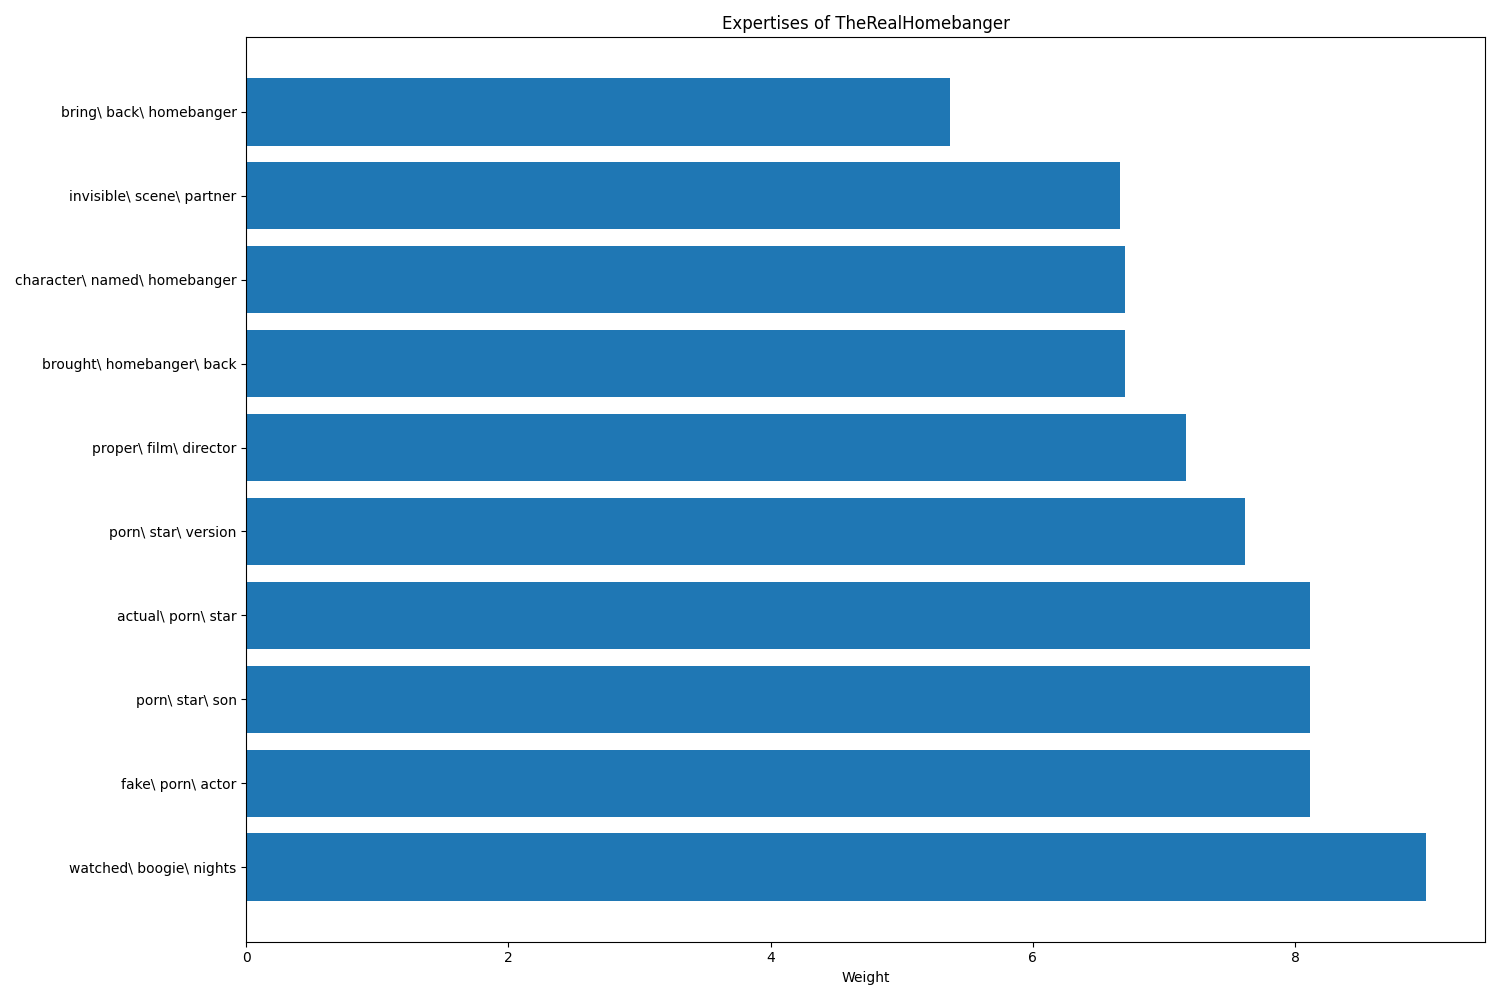 Expertises of TheRealHomebanger
bring\ back\ homebanger
invisible\ scene\ partner
character\ named\ homebanger
brought\ homebanger\ back
proper\ film\ director
porn\ star\ version
actual\ porn\ star
porn\ star\ son
fake\ porn\ actor
watched\ boogie\ nights
0 2 4 6 8
Weight